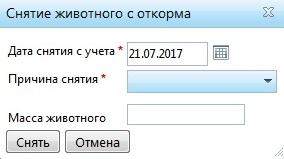 Снятие животного с откорма
Дата снятия с учета * 21.07.2017
Причина снятия *
Масса животного
Снять Отмена